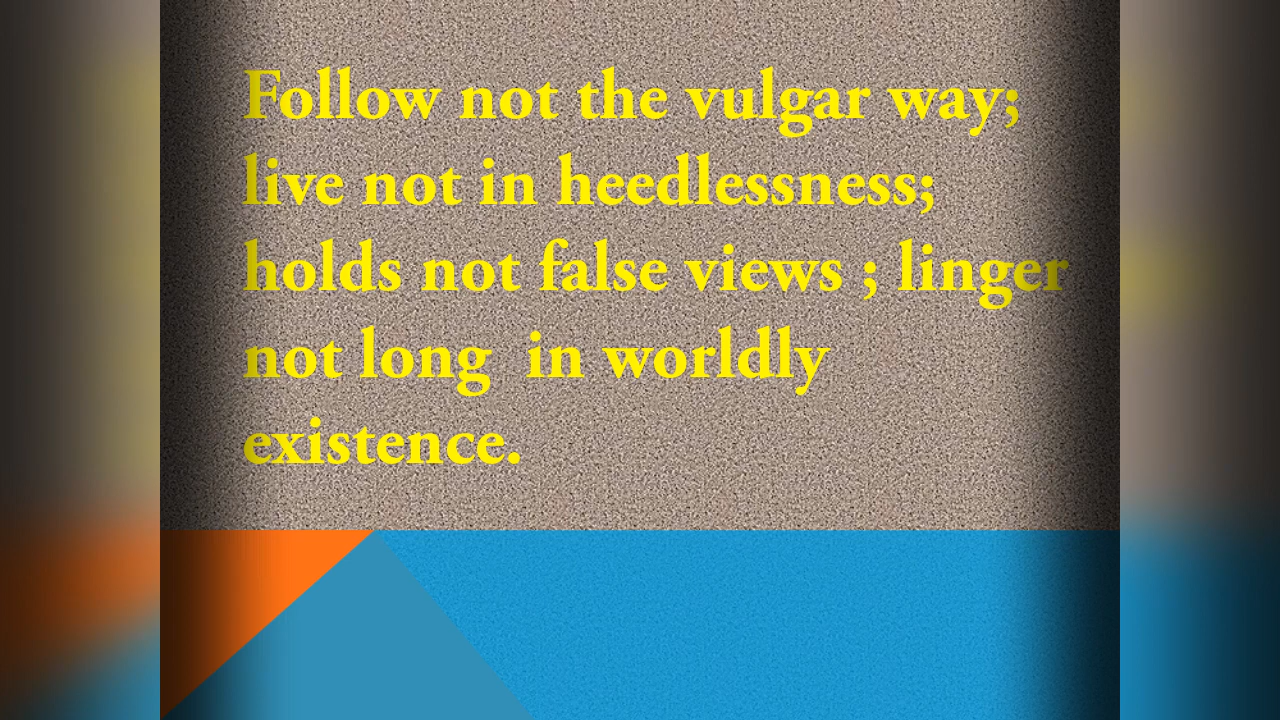 Follow not the vulgar way;
live not in heedlessness;
holds not false views ; linger
not long  in worldly
existence.